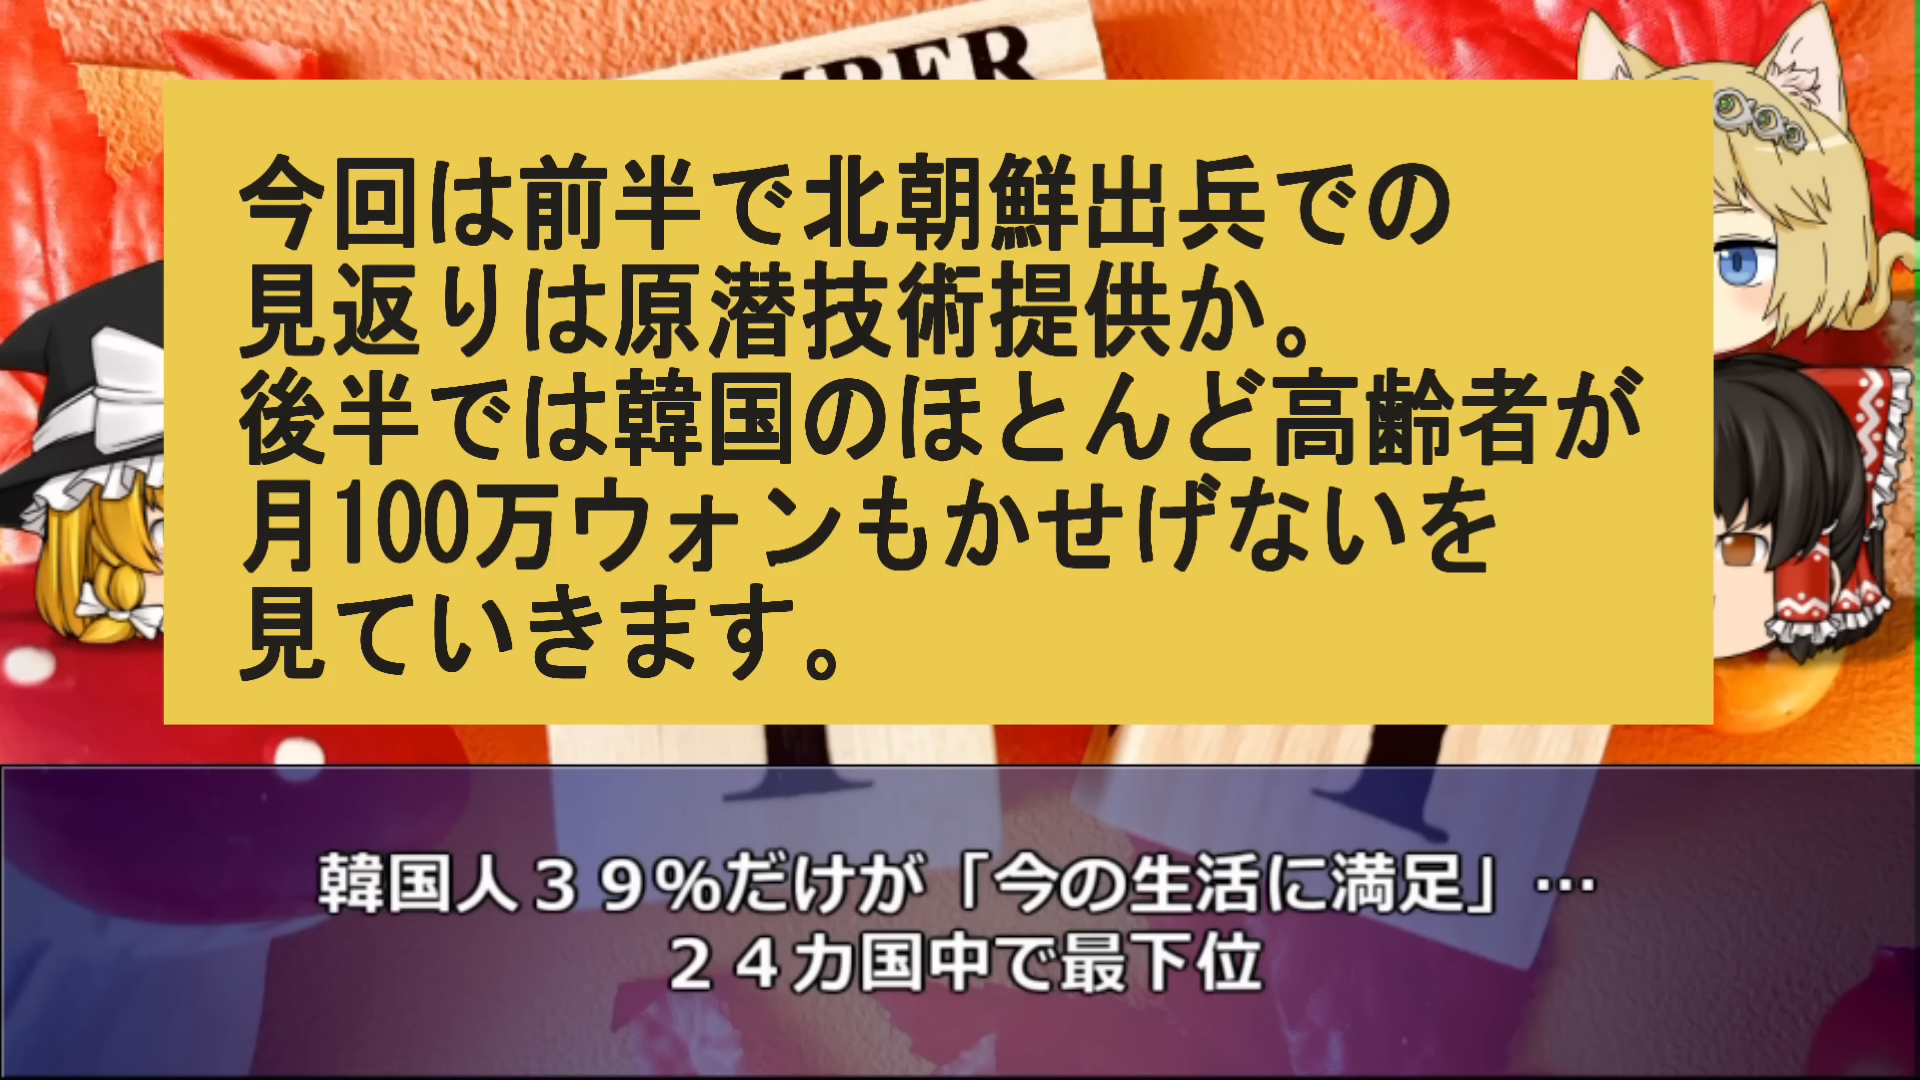 今回は前半で北朝鮮出兵での
見返りは原潜技術提供か。
後半では韓国のほとんど高齢者が
月100万ウォンもかせげないを
見ていきます。
韓国人３９％だけが「今の生活に満足」…
２４カ国中で最下位